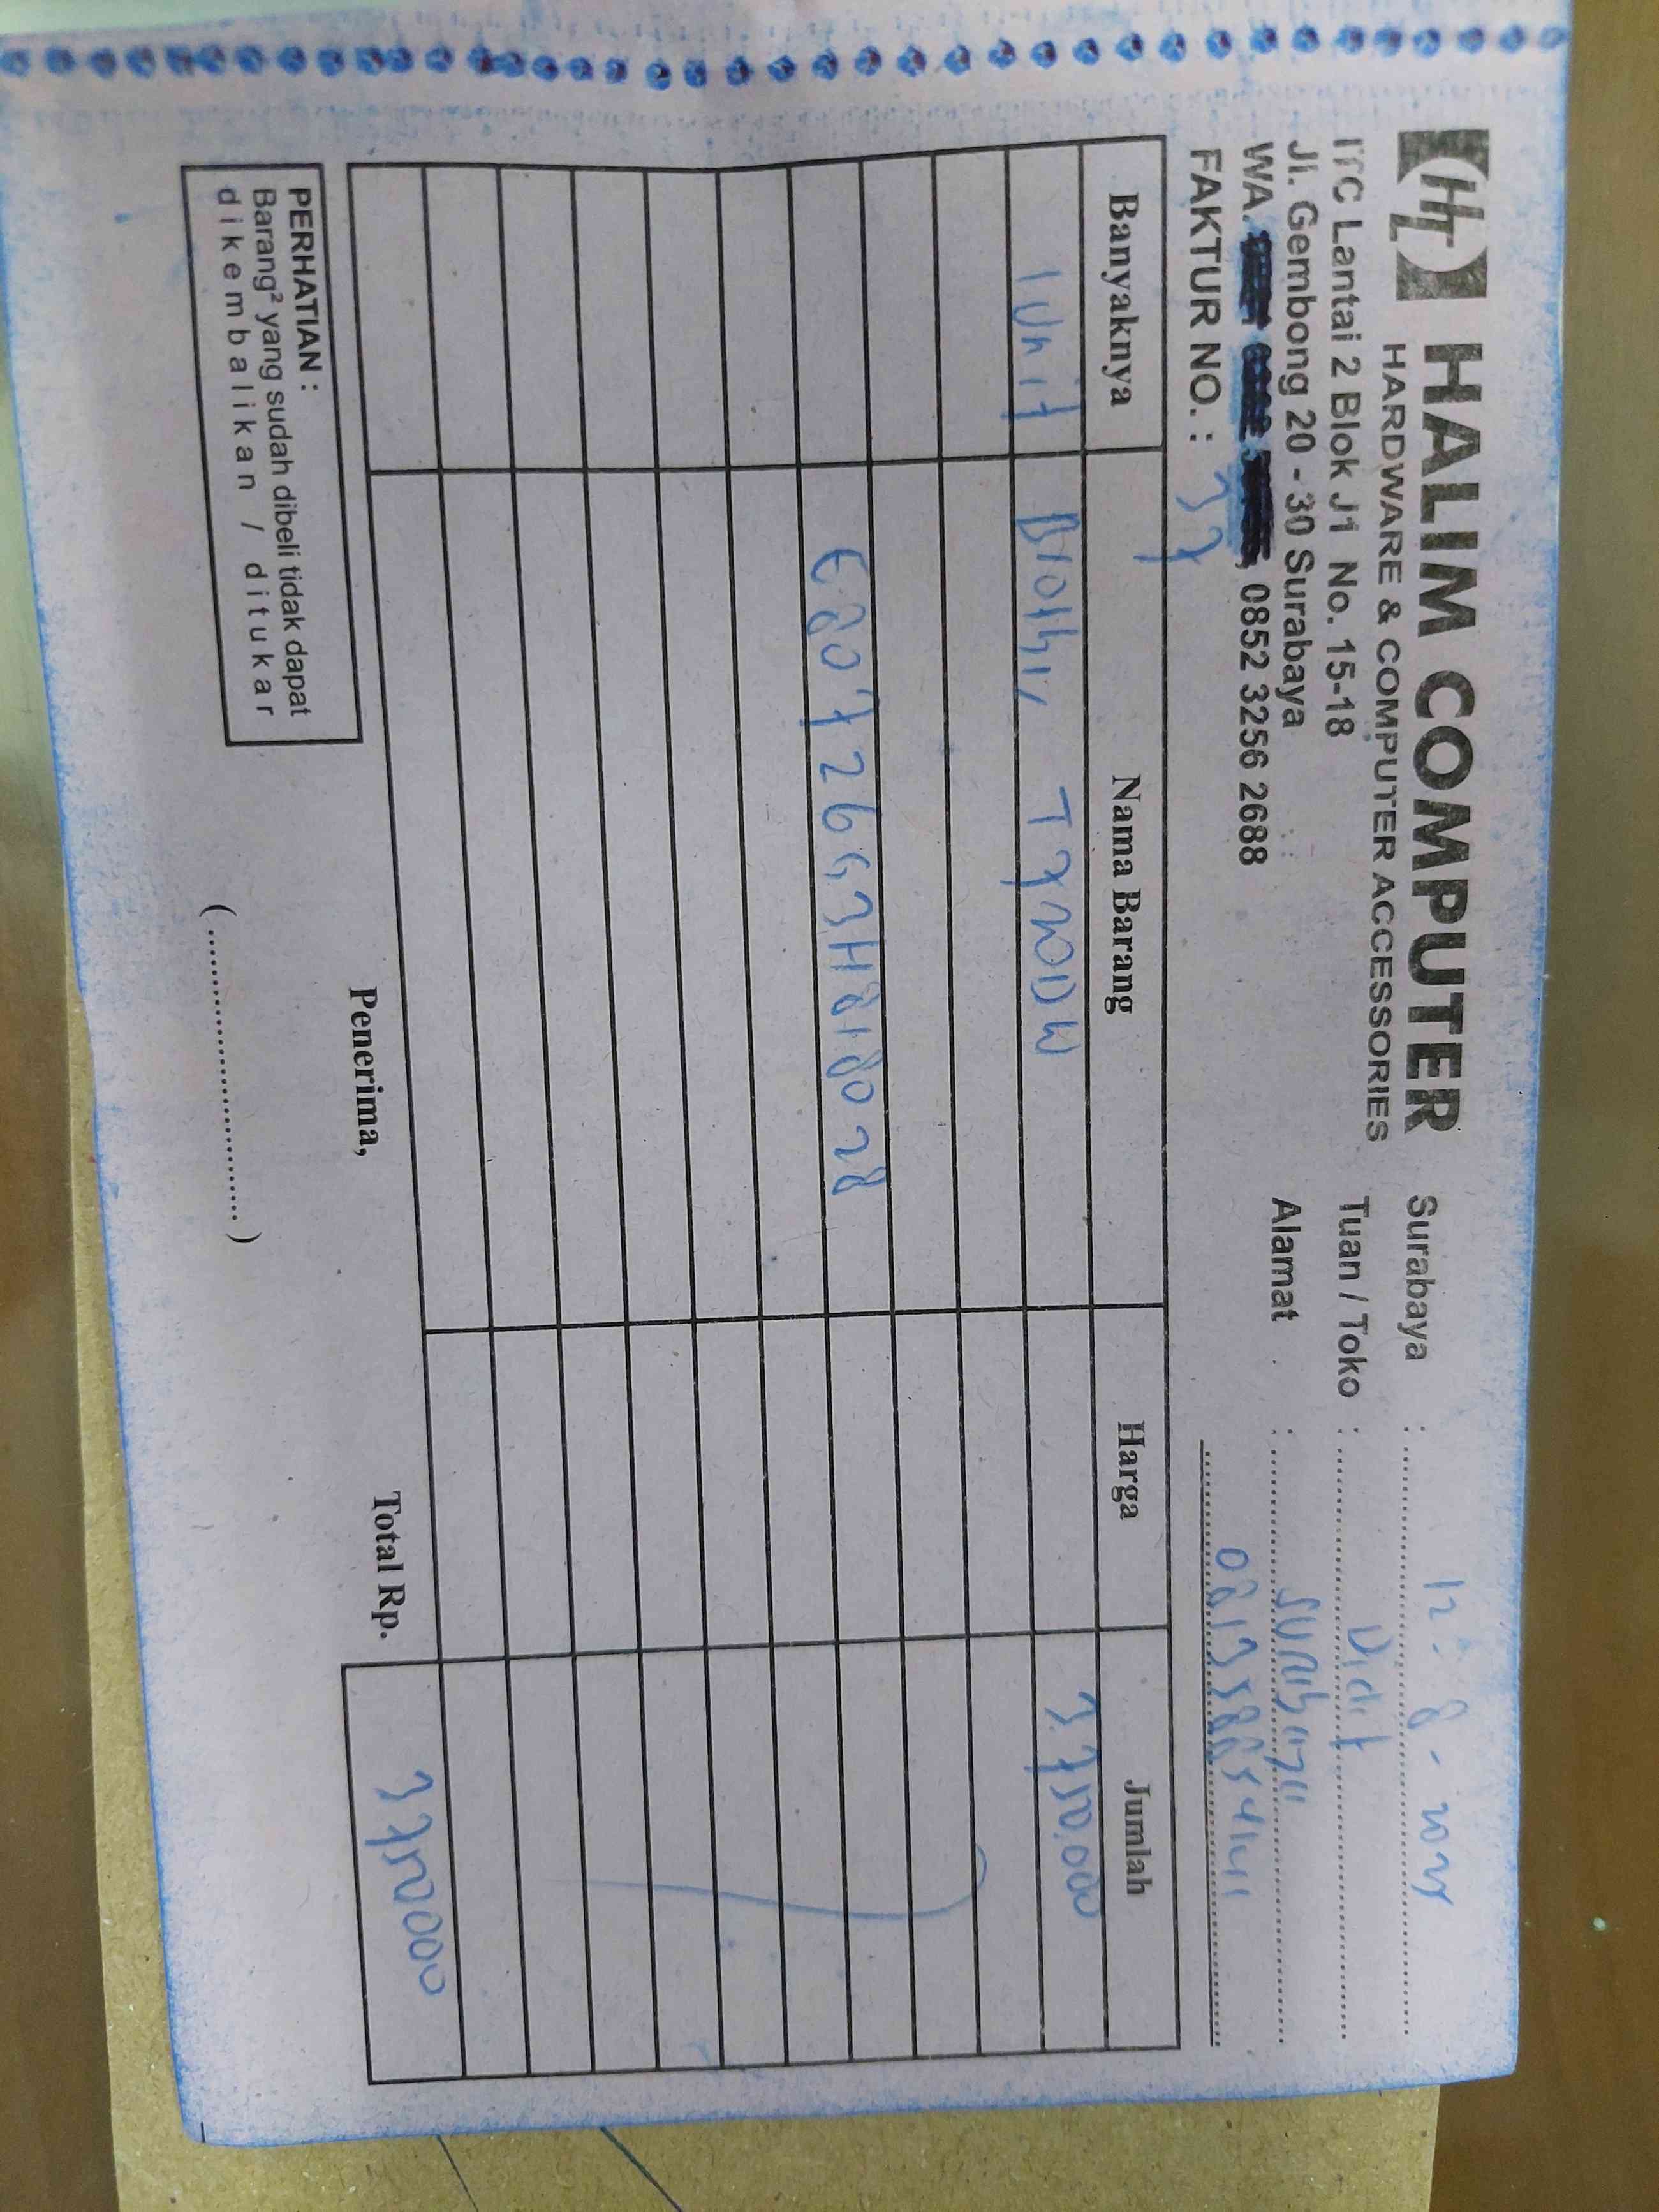 HALIM COMPUTER
HARDWARE & COMPUTER ACCESSORIES
ITC Lantai 2 Blok J1 No. 15-18
Jl. Gembong 20 - 30 Surabaya
WA. , 0852 3256 2688
FAKTUR NO. : 37
Surabaya : 12 - 8 -
Tuan / Toko : Didit
Alamat : Surabaya
Banyaknya Nama Barang Harga Jumlah
1 Unit Brother T720DW 3.750.000
E80726
Total Rp. 3750000
Penerima,
(..............................)
PERHATIAN :
Barang² yang sudah dibeli tidak dapat
dikembalikan / ditukar